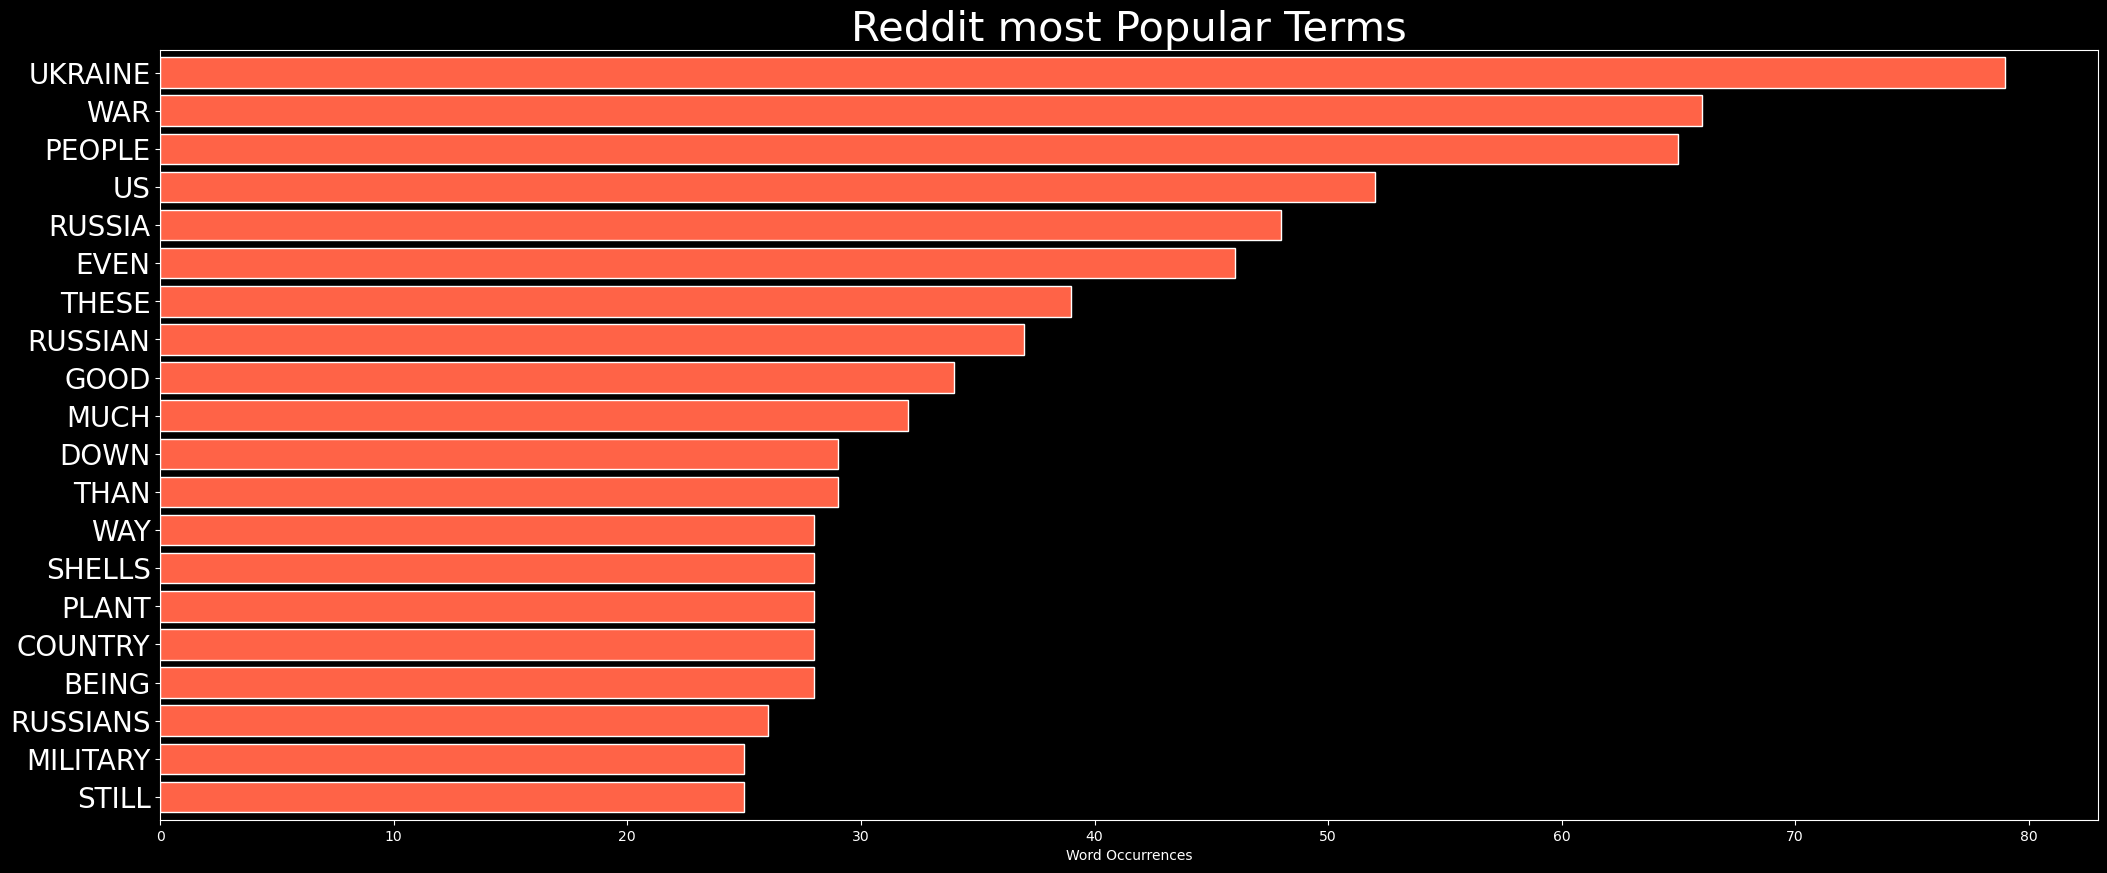 Reddit most Popular Terms
UKRAINE
WAR
PEOPLE
US
RUSSIA
EVEN
THESE
RUSSIAN
GOOD
MUCH
DOWN
THAN
WAY
SHELLS
PLANT
COUNTRY
BEING
RUSSIANS
MILITARY
STILL
0 10 20 30 40 50 60 70 80
Word Occurrences